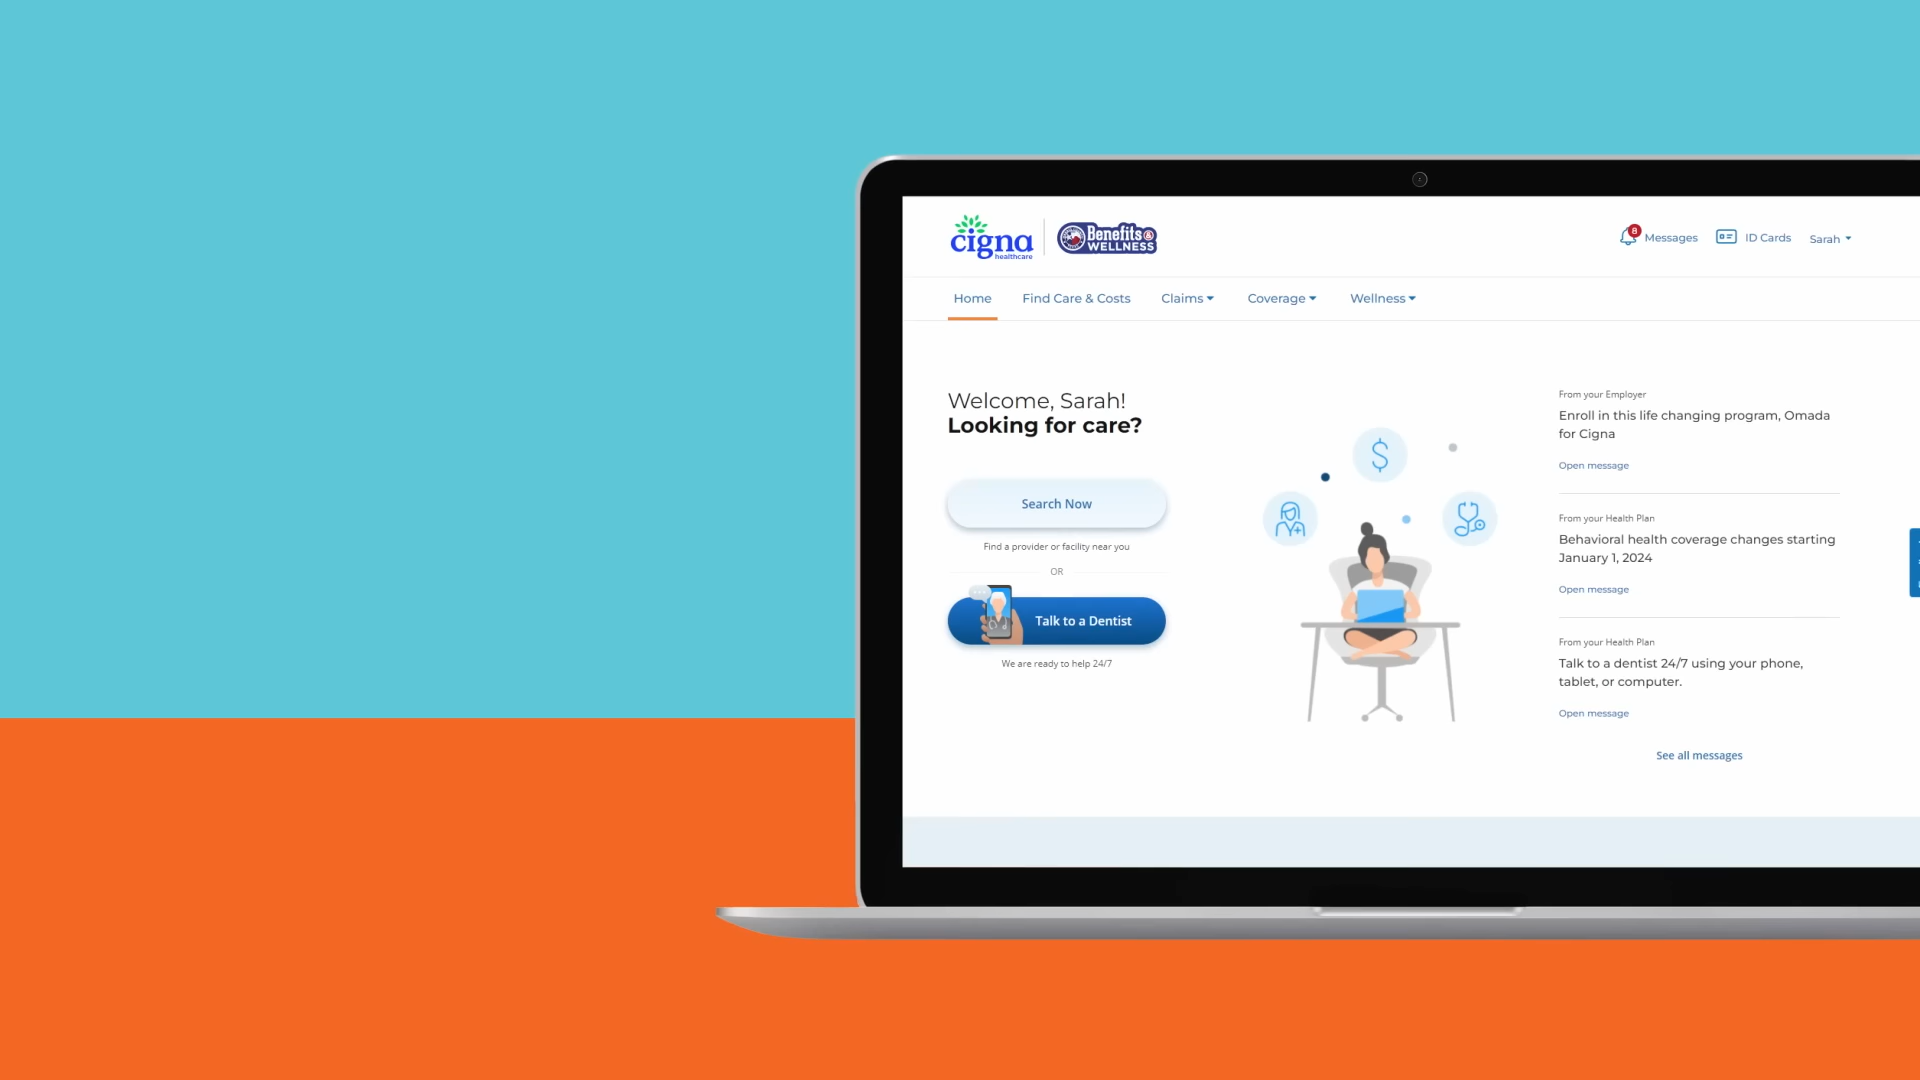 cigna
healthcare
Benefits &
WELLNESS
8
Messages
ID Cards
Sarah
Home
Find Care & Costs
Claims
Coverage
Wellness
Welcome, Sarah!
Looking for care?
Search Now
Find a provider or facility near you
OR
Talk to a Dentist
We are ready to help 24/7
$
From your Employer
Enroll in this life changing program, Omada
for Cigna
Open message
From your Health Plan
Behavioral health coverage changes starting
January 1, 2024
Open message
From your Health Plan
Talk to a dentist 24/7 using your phone,
tablet, or computer.
Open message
See all messages